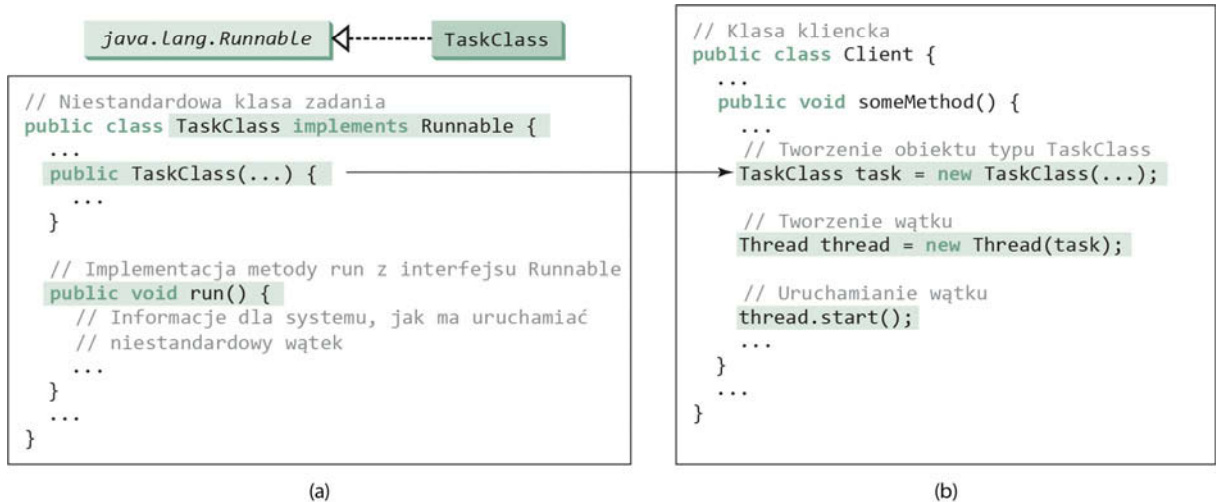 java.lang.Runnable
TaskClass
// Niestandardowa klasa zadania
public class TaskClass implements Runnable {
...
public TaskClass(...) {
...
}
// Implementacja metody run z interfejsu Runnable
public void run() {
// Informacje dla systemu, jak ma uruchamiać
// niestandardowy wątek
...
}
...
}
(a)
// Klasa kliencka
public class Client {
...
public void someMethod() {
...
// Tworzenie obiektu typu TaskClass
TaskClass task = new TaskClass(...);
// Tworzenie wątku
Thread thread = new Thread(task);
// Uruchamianie wątku
thread.start();
...
}
...
}
(b)